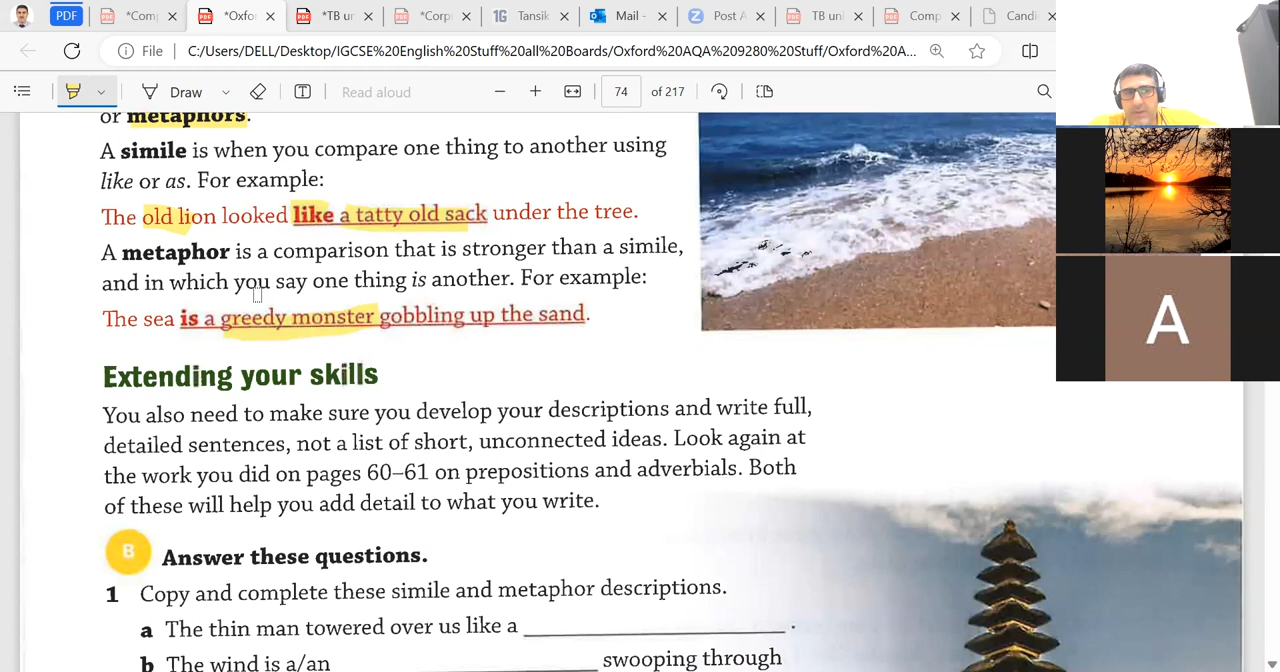 *Comp
*Oxfo
*TB ur
*Corp
Tansik
Mail -
Post A
TB unl
Comp
Candi
File
C:/Users/DELL/Desktop/IGCSE%20English%20Stuff%20all%20Boards/Oxford%20AQA%209280%20Stuff/Oxford%20A...
Draw
Read aloud
74
of 217
or metaphors.
A simile is when you compare one thing to another using
like or as. For example:
The old lion looked like a tatty old sack under the tree.
A metaphor is a comparison that is stronger than a simile,
and in which you say one thing is another. For example:
The sea is a greedy monster gobbling up the sand.
Extending your skills
You also need to make sure you develop your descriptions and write full,
detailed sentences, not a list of short, unconnected ideas. Look again at
the work you did on pages 60–61 on prepositions and adverbials. Both
of these will help you add detail to what you write.
B Answer these questions.
1 Copy and complete these simile and metaphor descriptions.
a The thin man towered over us like a ____________________ .
b The wind is a/an ____________________ swooping through
A